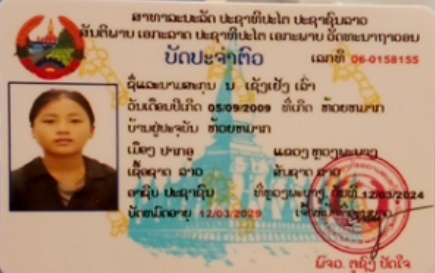 ສາທາລະນະລັດ ປະຊາທິປະໄຕ ປະຊາຊົນລາວ
ສັນຕິພາບ ເອກະລາດ ປະຊາທິປະໄຕ ເອກະພາບ ວັດທະນາຖາວອນ
ບັດປະຈຳຕົວ ເລກທີ 06-0158155
ຊື່ແລະນາມສະກຸນ ນ ເຊັງເຢັງ ເລົ່າ
ວັນເດືອນປີເກີດ 05/09/2009 ທີ່ເກີດ ຫ້ວຍໝາກ
ບ້ານຢູ່ປະຈຸບັນ ຫ້ວຍໝາກ
ເມືອງ ປາກອູ ແຂວງ ຫຼວງພະບາງ
ເຊື້ອຊາດ ລາວ ສັນຊາດ ລາວ
ອາຊີບ ປະຊາຊົນ ທີ່ຫຼວງພະບາງ, ວັນທີ 12/03/2024
ບັດໝົດອາຍຸ 12/03/2029